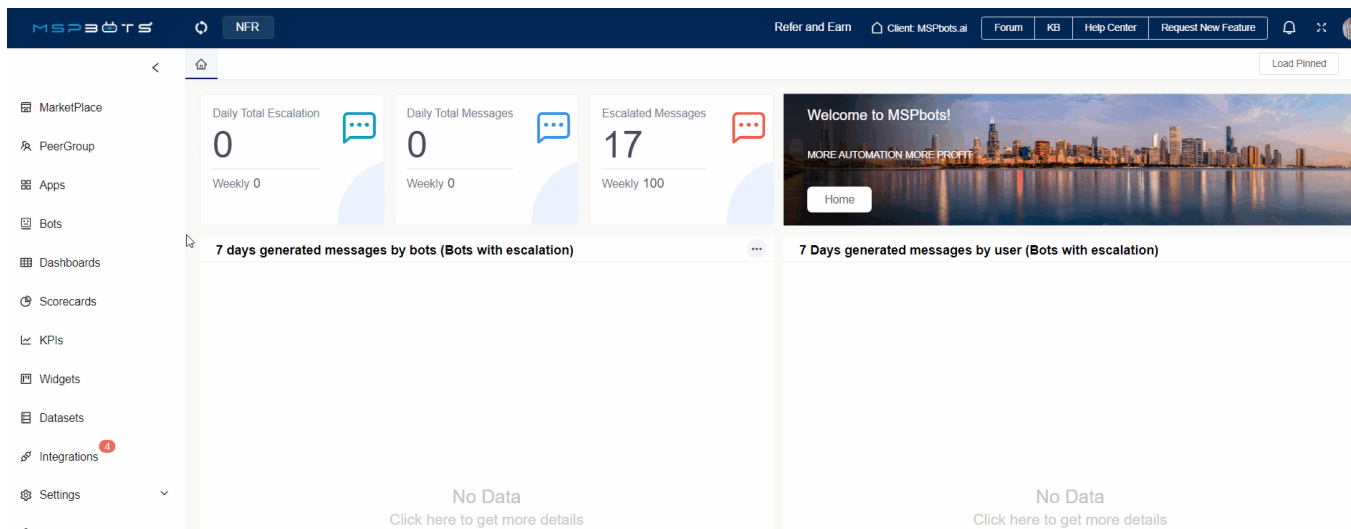 MSPBOTS NFR Refer and Earn Client: MSPbots.ai Forum KB Help Center Request New Feature
Load Pinned
MarketPlace
PeerGroup
Apps
Bots
Dashboards
Scorecards
KPIs
Widgets
Datasets
Integrations 4
Settings
Daily Total Escalation
0
Weekly 0
Daily Total Messages
0
Weekly 0
Escalated Messages
17
Weekly 100
Welcome to MSPbots!
MORE AUTOMATION MORE PROFIT
Home
7 days generated messages by bots (Bots with escalation)
No Data
Click here to get more details
7 Days generated messages by user (Bots with escalation)
No Data
Click here to get more details